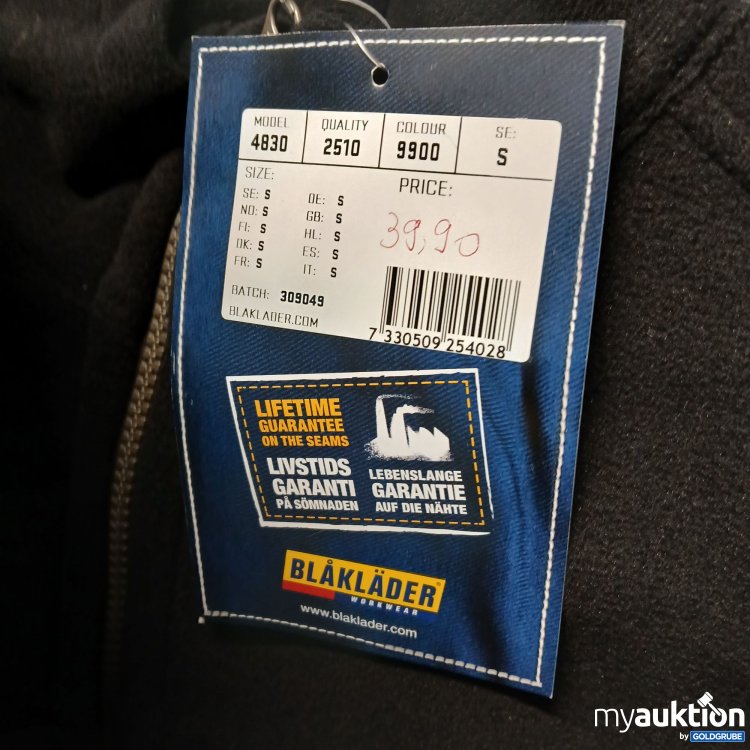 MODEL QUALITY COLOUR SE:
4830 2510 9900 S
SIZE: PRICE:
SE: S DE: S
NO: S GB: S
FI: S HL: S
DK: S ES: S
FR: S IT: S
39,90
BATCH: 309049
BLAKLADER.COM
7 330509 254028
LIFETIME
GUARANTEE
ON THE SEAMS
LIVSTIDS
GARANTI
PÅ SÖMNADEN
LEBENSLANGE
GARANTIE
AUF DIE NÄHTE
BLÅKLÄDER®
WORKWEAR
www.blaklader.com
myauktion
by GOLDGRUBE